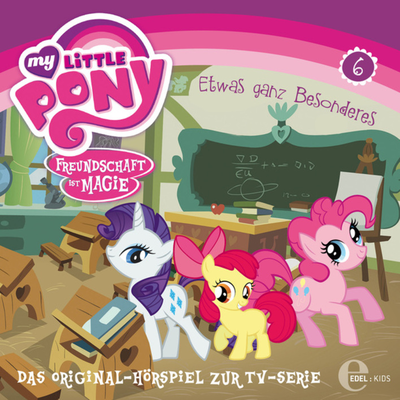 my LITTLE
PONY
FREUNDSCHAFT
IST MAGIE
6
Etwas ganz Besonderes
DAS ORIGINAL-HÖRSPIEL ZUR TV-SERIE
e
EDEL:KIDS